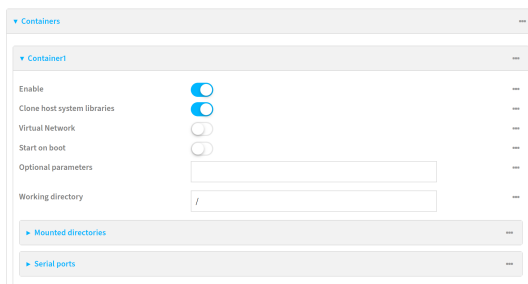 Containers
Container1
Enable
Clone host system libraries
Virtual Network
Start on boot
Optional parameters
Working directory
/
Mounted directories
Serial ports